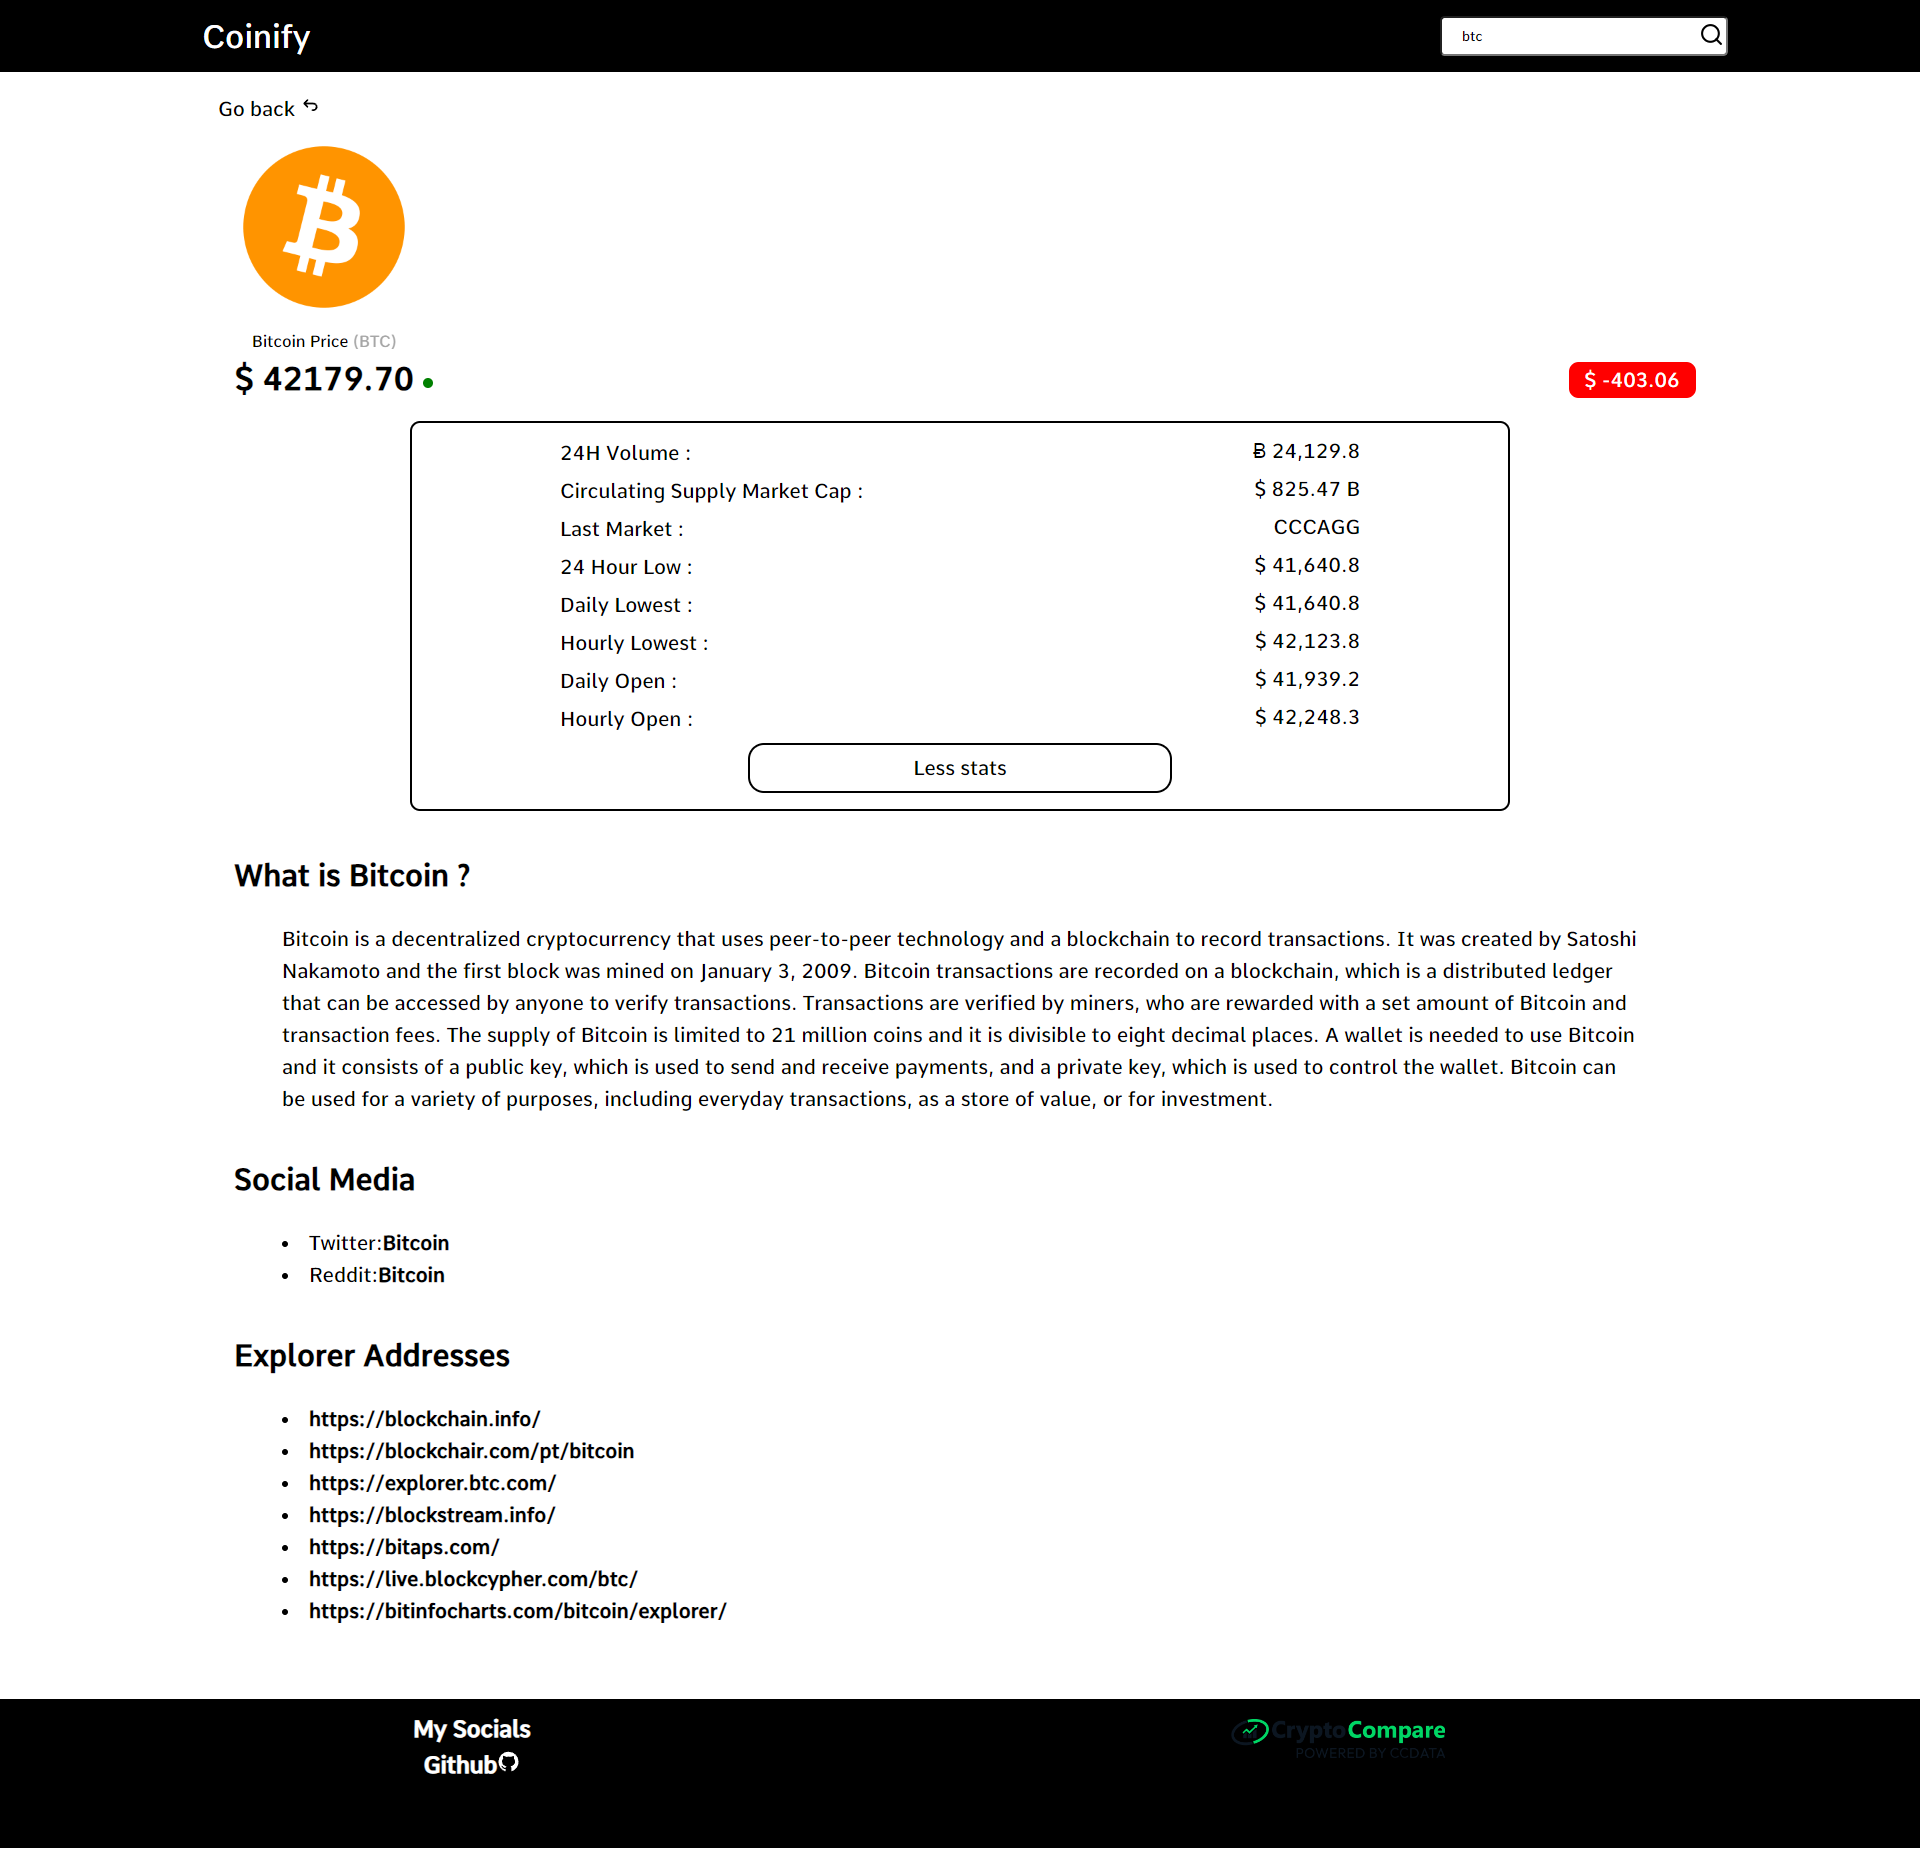 Coinify
btc
Go back
Bitcoin Price (BTC)
$ 42179.70
$ -403.06
24H Volume : Ƀ 24,129.8
Circulating Supply Market Cap : $ 825.47 B
Last Market : CCCAGG
24 Hour Low : $ 41,640.8
Daily Lowest : $ 41,640.8
Hourly Lowest : $ 42,123.8
Daily Open : $ 41,939.2
Hourly Open : $ 42,248.3
Less stats
What is Bitcoin ?
Bitcoin is a decentralized cryptocurrency that uses peer-to-peer technology and a blockchain to record transactions. It was created by Satoshi
Nakamoto and the first block was mined on January 3, 2009. Bitcoin transactions are recorded on a blockchain, which is a distributed ledger
that can be accessed by anyone to verify transactions. Transactions are verified by miners, who are rewarded with a set amount of Bitcoin and
transaction fees. The supply of Bitcoin is limited to 21 million coins and it is divisible to eight decimal places. A wallet is needed to use Bitcoin
and it consists of a public key, which is used to send and receive payments, and a private key, which is used to control the wallet. Bitcoin can
be used for a variety of purposes, including everyday transactions, as a store of value, or for investment.
Social Media
• Twitter:Bitcoin
• Reddit:Bitcoin
Explorer Addresses
• https://blockchain.info/
• https://blockchair.com/pt/bitcoin
• https://explorer.btc.com/
• https://blockstream.info/
• https://bitaps.com/
• https://live.blockcypher.com/btc/
• https://bitinfocharts.com/bitcoin/explorer/
My Socials
Github
CryptoCompare
POWERED BY CCDATA